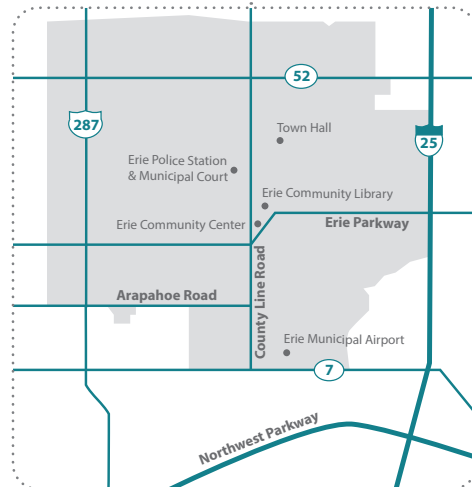 52
287
Town Hall
25
Erie Police Station
& Municipal Court
Erie Community Library
Erie Community Center
Erie Parkway
County Line Road
Arapahoe Road
Erie Municipal Airport
7
Northwest Parkway